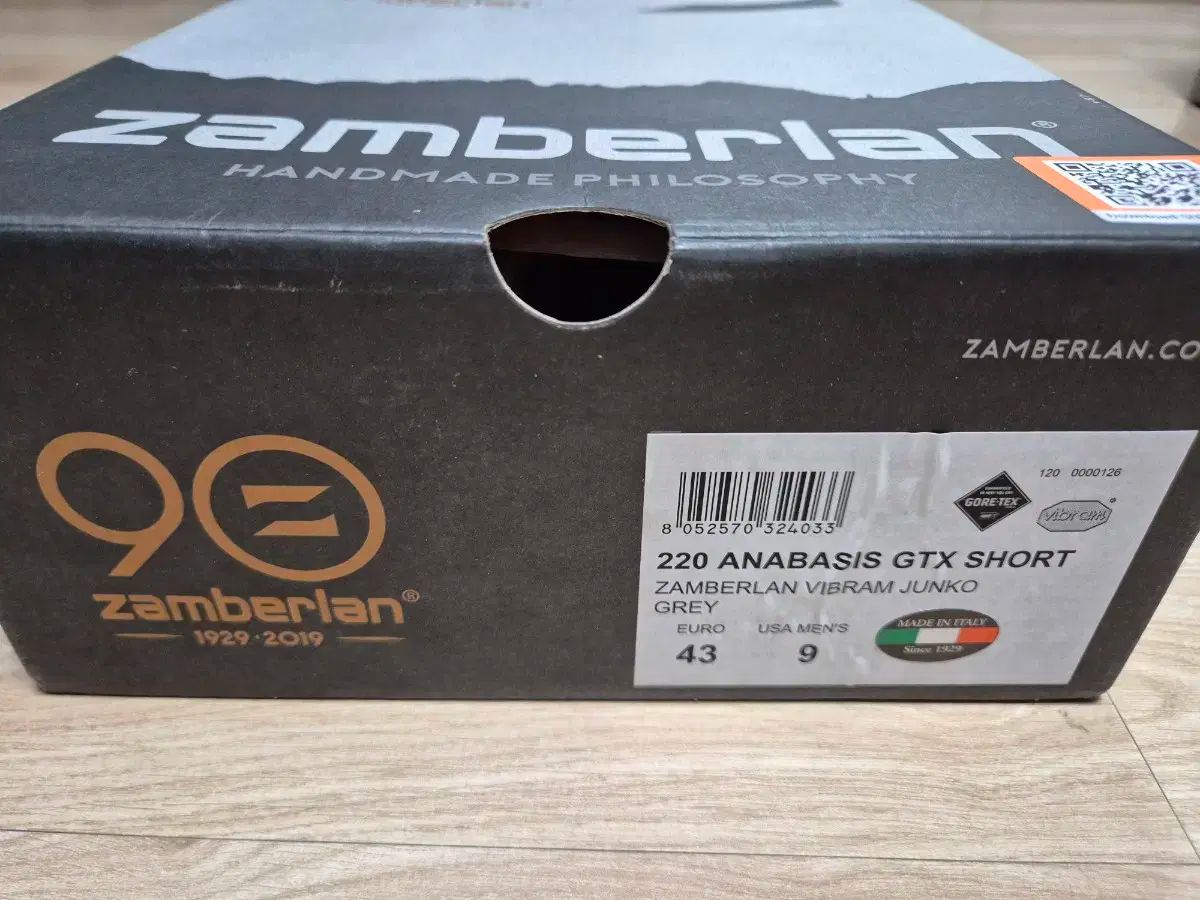 zamberlan®
HANDMADE PHILOSOPHY
ZAMBERLAN.CO
90
zamberlan®
1929·2019
120 0000126
GORE-TEX
vibram®
8 052570 324033
220 ANABASIS GTX SHORT
ZAMBERLAN VIBRAM JUNKO
GREY
EURO USA MEN'S
43 9
MADE IN ITALY
Since 1929